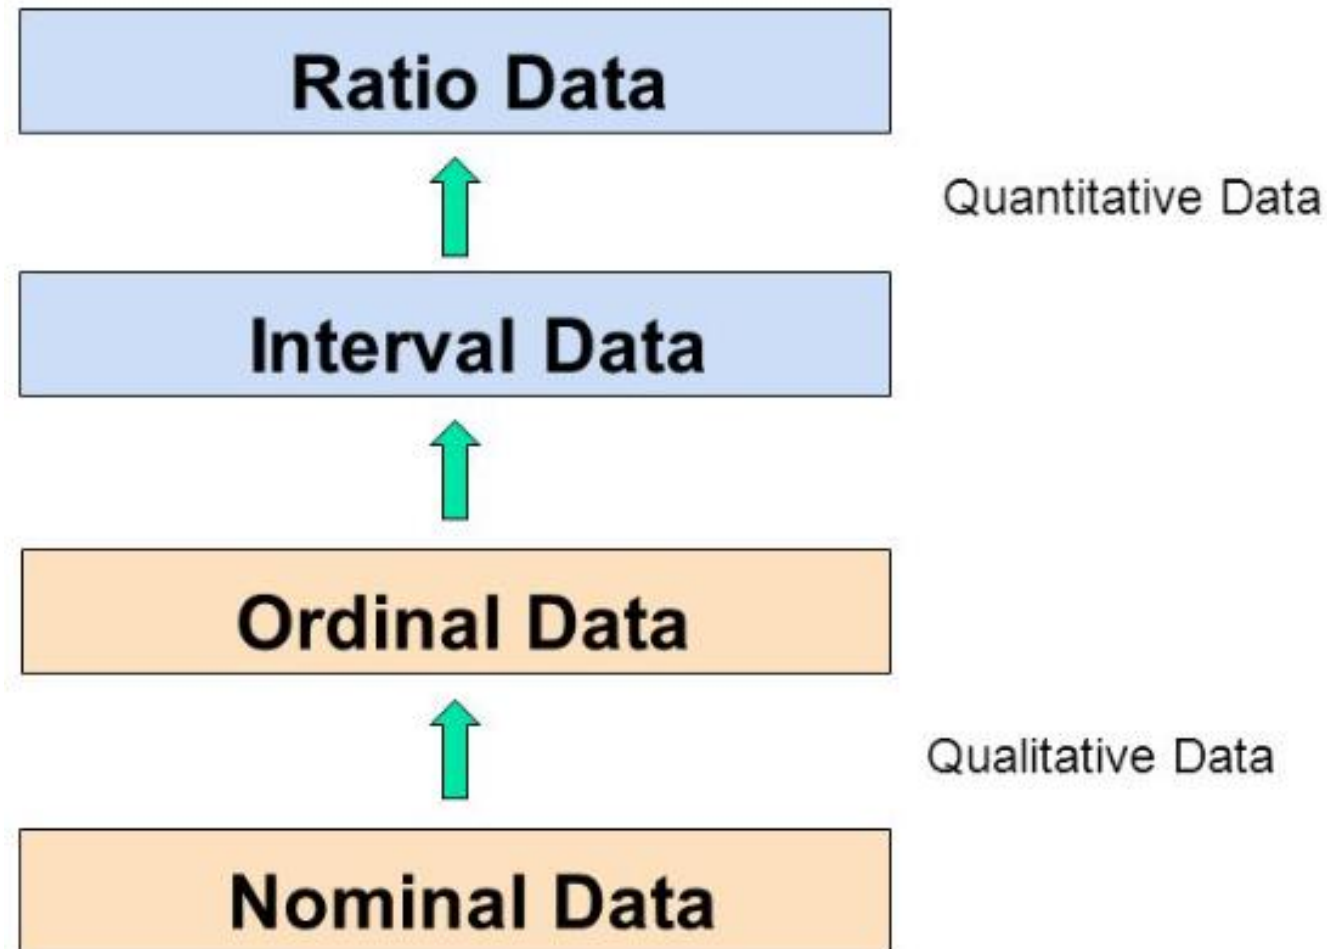 Ratio Data
Quantitative Data
Interval Data
Ordinal Data
Qualitative Data
Nominal Data